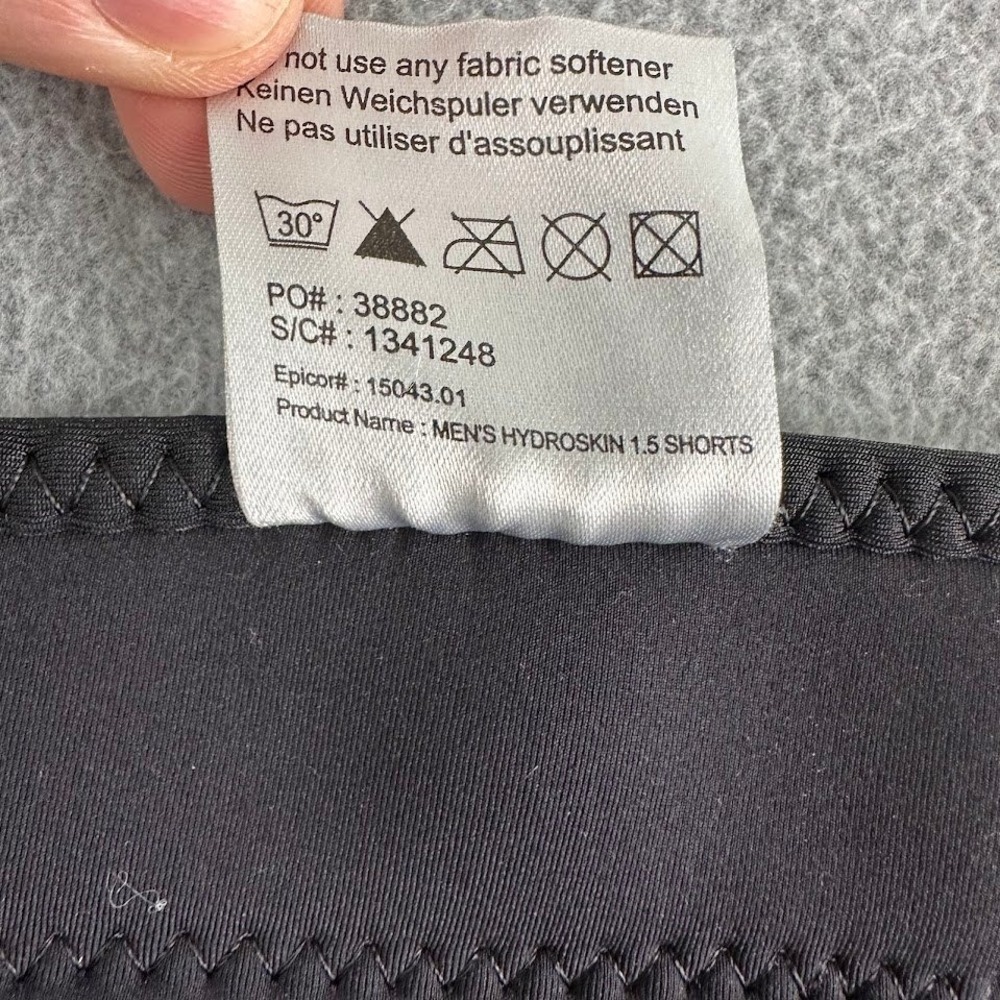 not use any fabric softener
Keinen Weichspuler verwenden
Ne pas utiliser d'assouplissant
30°
PO# : 38882
S/C# : 1341248
Epicor# : 15043.01
Product Name : MEN'S HYDROSKIN 1.5 SHORTS